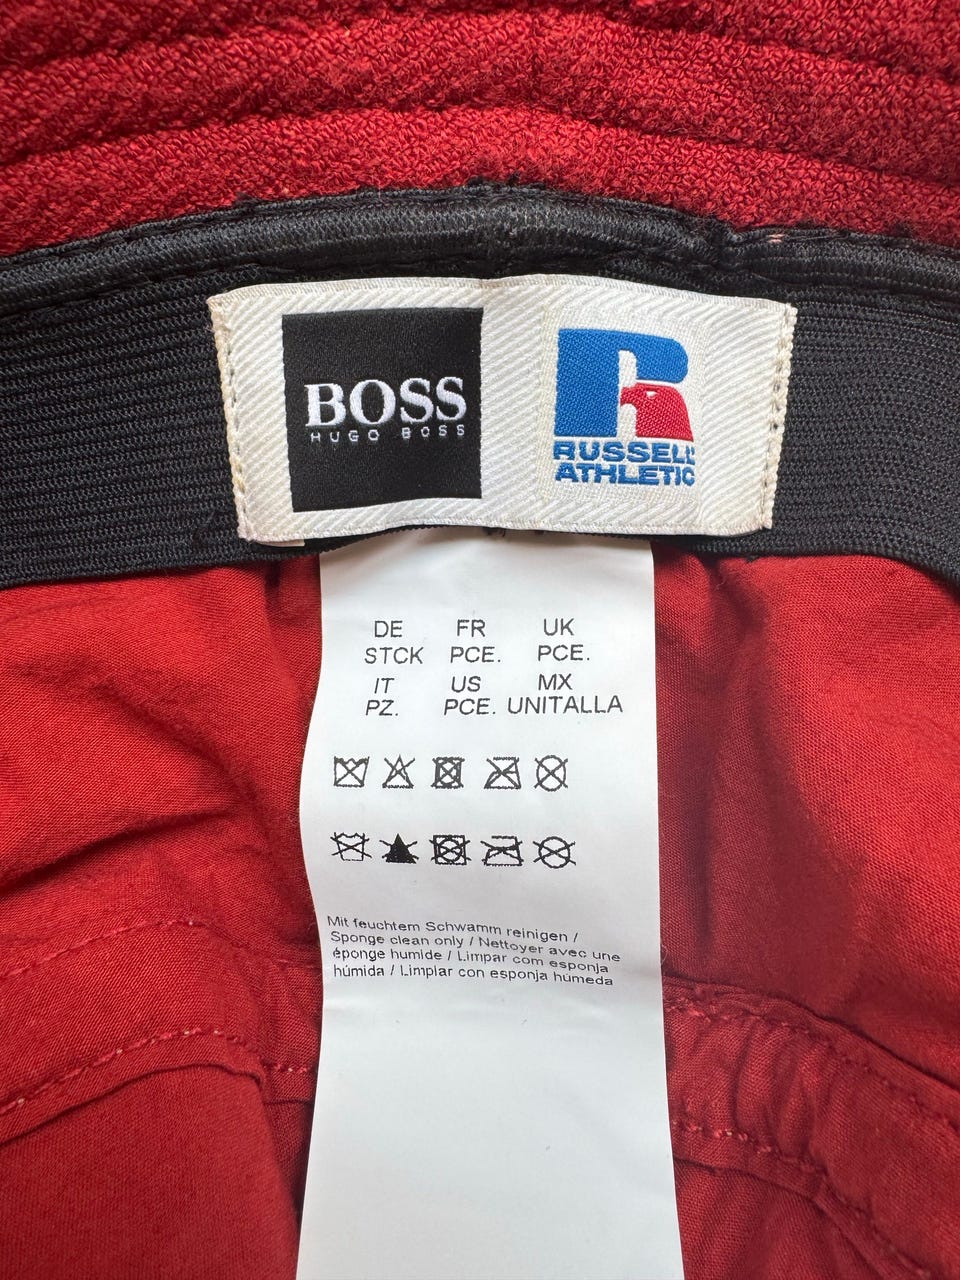 BOSS
HUGO BOSS
RUSSELL
ATHLETIC
DE FR UK
STCK PCE. PCE.
IT US MX
PZ. PCE. UNITALLA
Mit feuchtem Schwamm reinigen /
Sponge clean only / Nettoyer avec une
éponge humide / Limpar com esponja
húmida / Limpiar con esponja húmeda